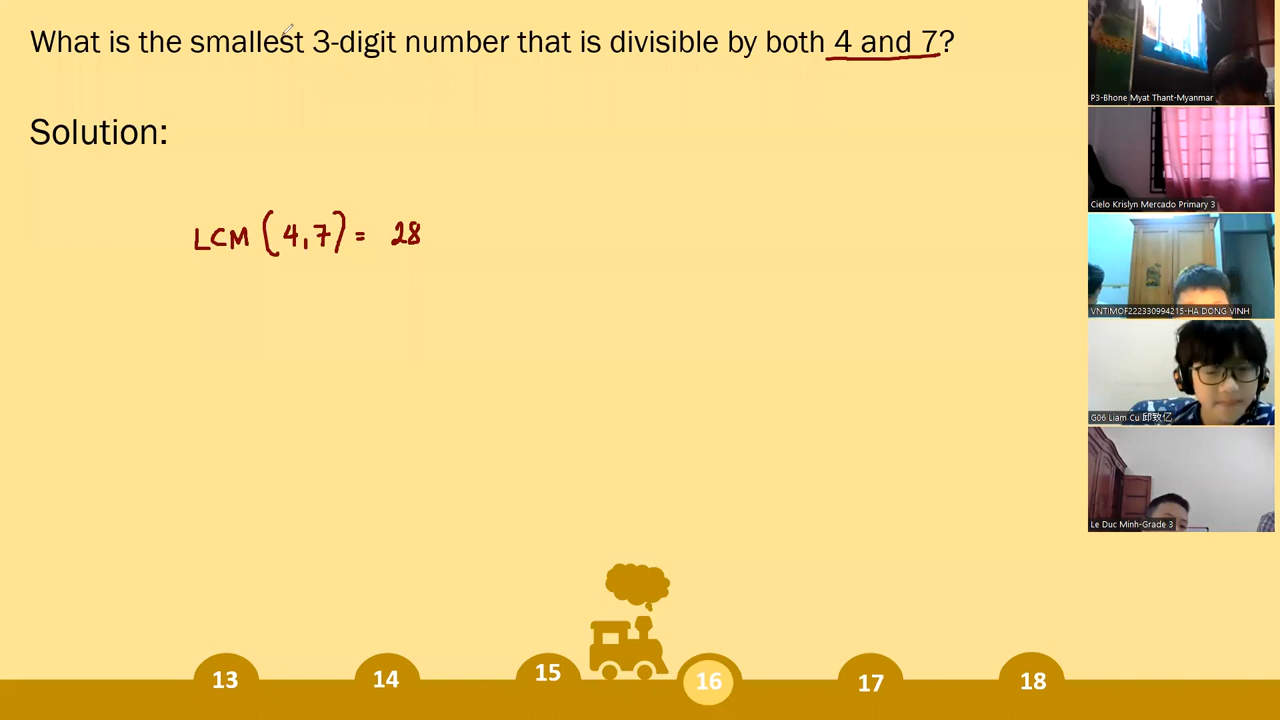 What is the smallest 3-digit number that is divisible by both 4 and 7?
Solution:
LCM (4,7) = 28
P3-Bhone Myat Thant-Myanmar
Cielo Krislyn Mercado Primary 3
VNTIMOF222330994215-HA DONG VINH
G06 Liam Cu 邱致亿
Le Duc Minh-Grade 3
13 14 15 16 17 18